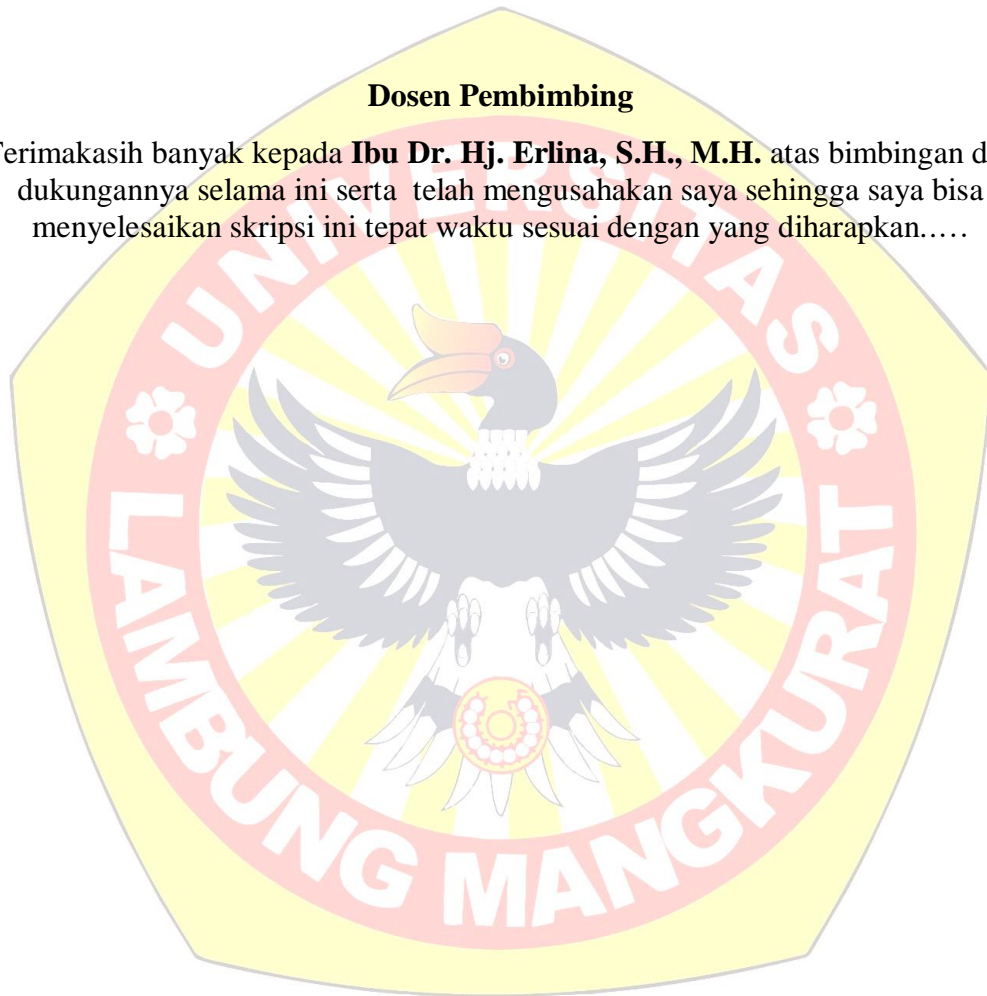 Dosen Pembimbing
Terimakasih banyak kepada Ibu Dr. Hj. Erlina, S.H., M.H. atas bimbingan
dukungannya selama ini serta telah mengusahakan saya sehingga saya bisa
menyelesaikan skripsi ini tepat waktu sesuai dengan yang diharapkan.....
UNIVERSITAS
LAMBUNG MANGKURAT